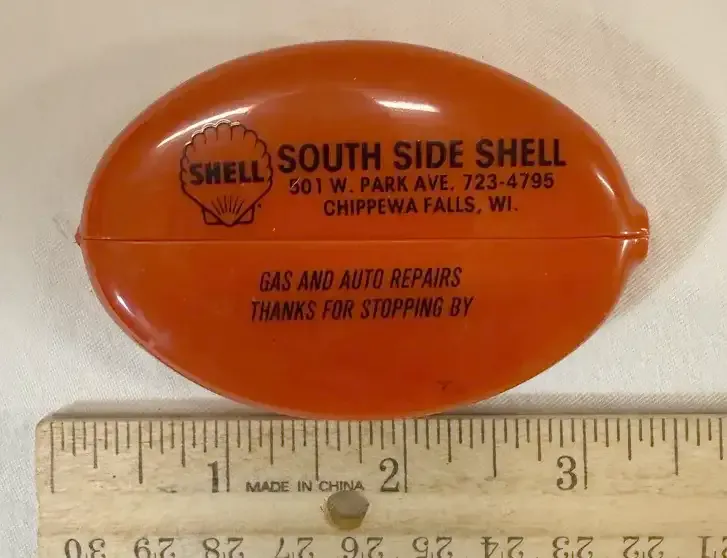 SHELL
SOUTH SIDE SHELL
501 W. PARK AVE. 723-4795
CHIPPEWA FALLS, WI.
GAS AND AUTO REPAIRS
THANKS FOR STOPPING BY
1 2 3
MADE IN CHINA
30 29 28 27 26 25 24 23 22 21